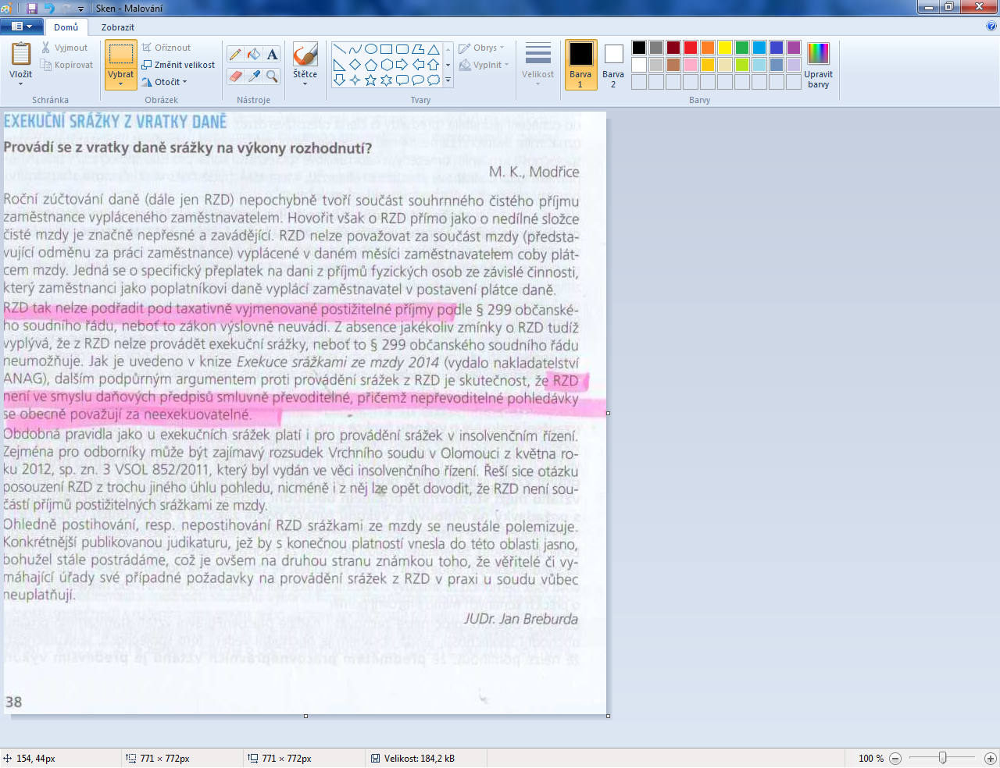 Sken - Malování
Domů
Zobrazit
Vložit
Vyjmout
Kopírovat
Schránka
Vybrat
Oříznout
Změnit velikost
Otočit
Obrázek
A
Nástroje
Štětce
Obrys
Vyplnit
Tvary
Velikost
Barva 1
Barva 2
Upravit barvy
Barvy
EXEKUČNÍ SRÁŽKY Z VRATKY DANĚ
Provádí se z vratky daně srážky na výkony rozhodnutí?
M. K., Modřice
Roční zúčtování daně (dále jen RZD) nepochybně tvoří součást souhrnného čistého příjmu
zaměstnance vypláceného zaměstnavatelem. Hovořit však o RZD přímo jako o nedílné složce
čisté mzdy je značně nepřesné a zavádějící. RZD nelze považovat za součást mzdy (předsta-
vující odměnu za práci zaměstnance) vyplácené v daném měsíci zaměstnavatelem coby plát-
cem mzdy. Jedná se o specifický přeplatek na dani z příjmů fyzických osob ze závislé činnosti,
který zaměstnanci jako poplatníkovi daně vyplácí zaměstnavatel v postavení plátce daně.
RZD tak nelze podřadit pod taxativně vyjmenované postižitelné příjmy podle § 299 občanské-
ho soudního řádu, neboť to zákon výslovně neuvádí. Z absence jakékoliv zmínky o RZD tudíž
vyplývá, že z RZD nelze provádět exekuční srážky, neboť to § 299 občanského soudního řádu
neumožňuje. Jak je uvedeno v knize Exekuce srážkami ze mzdy 2014 (vydalo nakladatelství
ANAG), dalším podpůrným argumentem proti provádění srážek z RZD je skutečnost, že RZD
není ve smyslu daňových předpisů smluvně převoditelné, přičemž nepřevoditelné pohledávky
se obecně považují za neexekuovatelné.
Obdobná pravidla jako u exekučních srážek platí i pro provádění srážek v insolvenčním řízení.
Zejména pro odborníky může být zajímavý rozsudek Vrchního soudu v Olomouci z května ro-
ku 2012, sp. zn. 3 VSOL 852/2011, který byl vydán ve věci insolvenčního řízení. Řeší sice otázku
posouzení RZD z trochu jiného úhlu pohledu, nicméně i z něj lze opět dovodit, že RZD není sou-
částí příjmů postižitelných srážkami ze mzdy.
Ohledně postihování, resp. nepostihování RZD srážkami ze mzdy se neustále polemizuje.
Konkrétnější publikovanou judikaturu, jež by s konečnou platností vnesla do této oblasti jasno,
bohužel stále postrádáme, což je ovšem na druhou stranu známkou toho, že věřitelé či vy-
máhající úřady své případné požadavky na provádění srážek z RZD v praxi u soudu vůbec
neuplatňují.
JUDr. Jan Breburda
38
154, 44px
771 × 772px
771 × 772px
Velikost: 184,2 kB
100 %